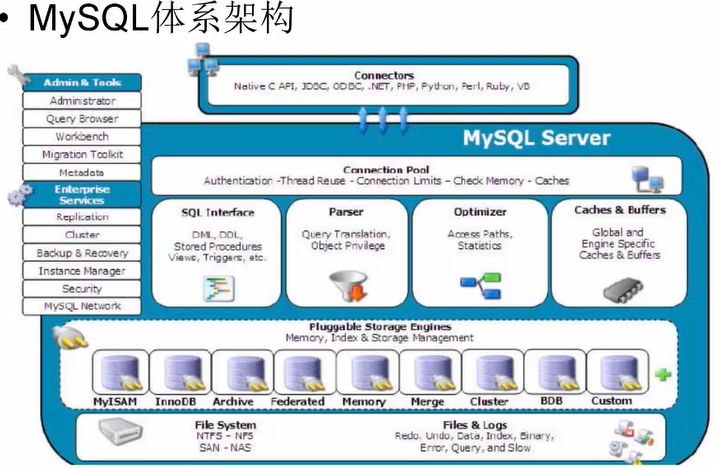 • MySQL体系架构
Connectors
Native C API, JDBC, ODBC, .NET, PHP, Python, Perl, Ruby, VB
Admin & Tools
Administrator
Query Browser
Workbench
Migration Toolkit
Metadata
Enterprise
Services
Replication
Cluster
Backup & Recovery
Instance Manager
Security
MySQL Network
MySQL Server
Connection Pool
Authentication -Thread Reuse - Connection Limits – Check Memory - Caches
SQL Interface
DML, DDL,
Stored Procedures
Views, Triggers, etc.
Parser
Query Translation,
Object Privilege
Optimizer
Access Paths,
Statistics
Caches & Buffers
Global and
Engine Specific
Caches & Buffers
Pluggable Storage Engines
Memory, Index & Storage Management
MyISAM
InnoDB
Archive
Federated
Memory
Merge
Cluster
BDB
Custom
File System
NTFS – NFS
SAN - NAS
Files & Logs
Redo, Undo, Data, Index, Binary,
Error, Query, and Slow